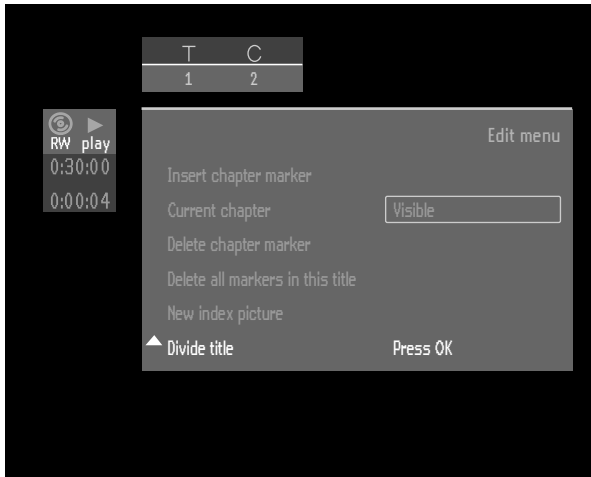 T C
1 2
RW play
0:30:00
0:00:04
Edit menu
Insert chapter marker
Current chapter Visible
Delete chapter marker
Delete all markers in this title
New index picture
Divide title Press OK